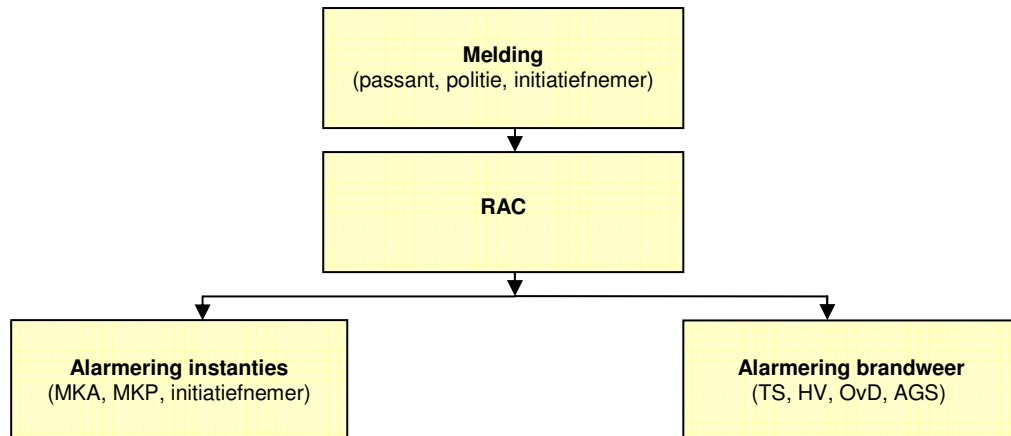 Melding
(passant, politie, initiatiefnemer)
RAC
Alarmering instanties
(MKA, MKP, initiatiefnemer)
Alarmering brandweer
(TS, HV, OvD, AGS)